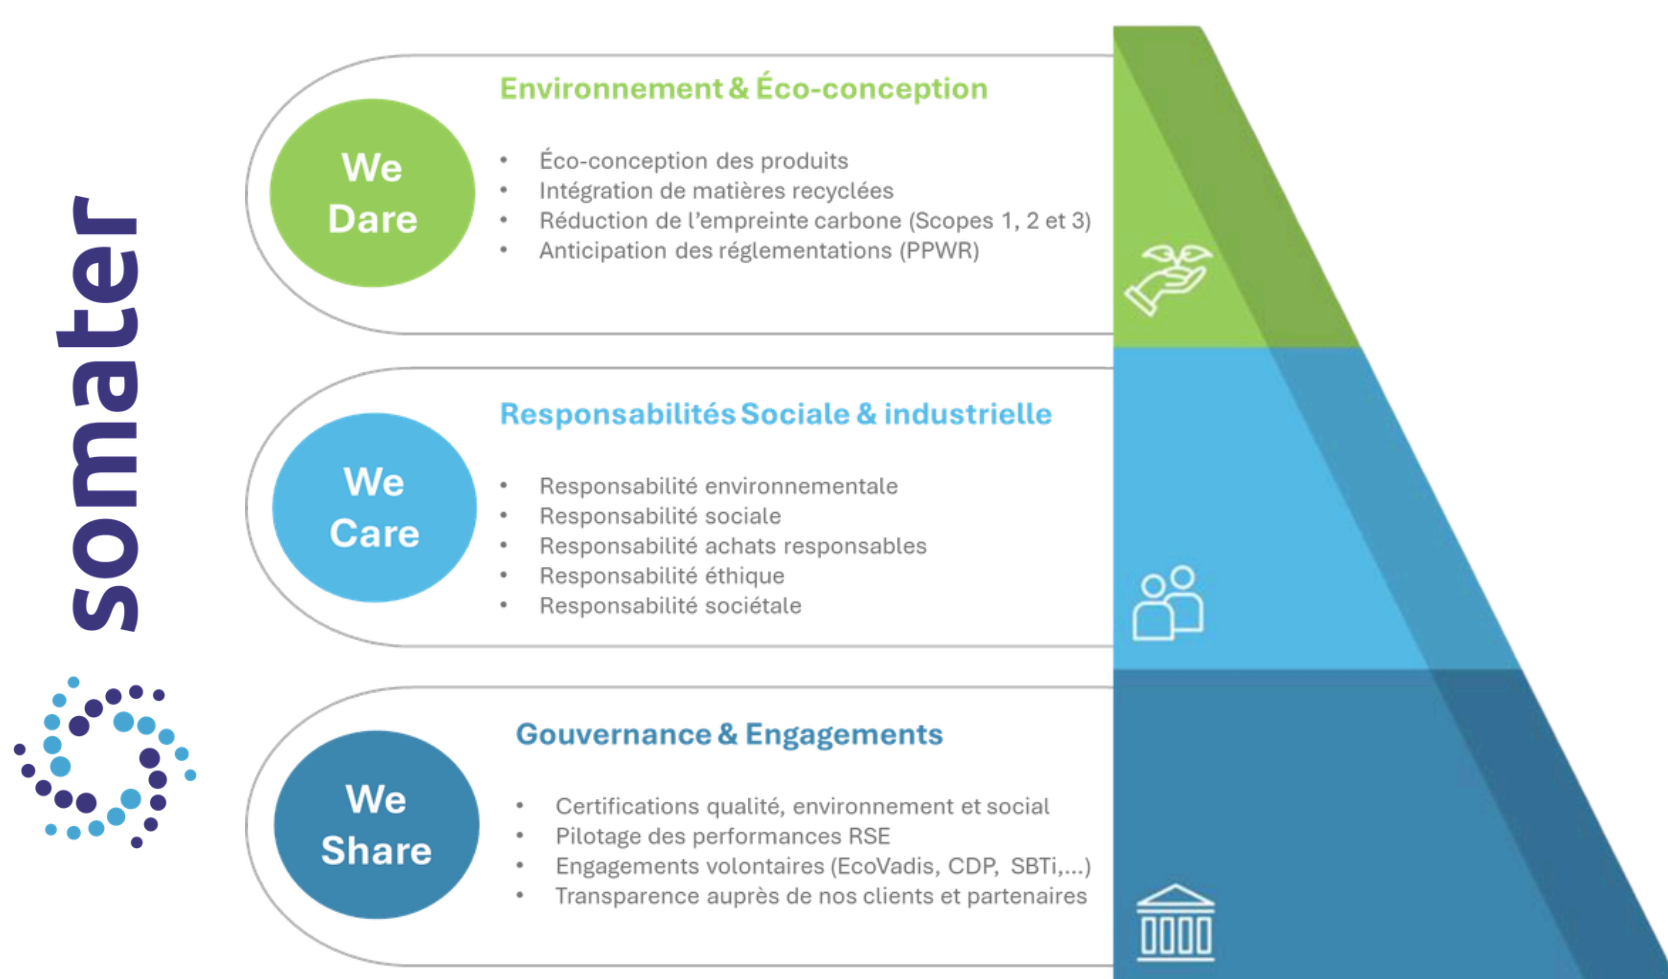 somater
We
Dare
Environnement & Éco-conception
• Éco-conception des produits
• Intégration de matières recyclées
• Réduction de l'empreinte carbone (Scopes 1, 2 et 3)
• Anticipation des réglementations (PPWR)
We
Care
Responsabilités Sociale & industrielle
• Responsabilité environnementale
• Responsabilité sociale
• Responsabilité achats responsables
• Responsabilité éthique
• Responsabilité sociétale
We
Share
Gouvernance & Engagements
• Certifications qualité, environnement et social
• Pilotage des performances RSE
• Engagements volontaires (EcoVadis, CDP, SBTi,...)
• Transparence auprès de nos clients et partenaires